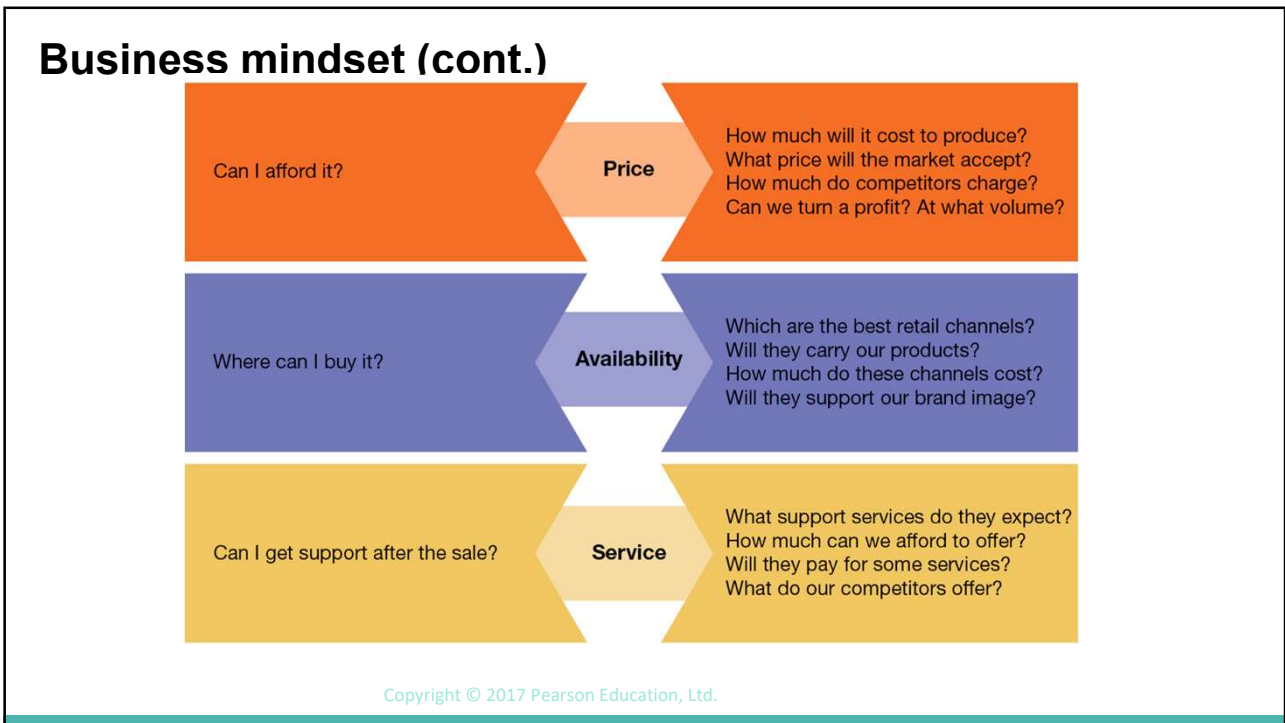 Business mindset (cont.)
Can I afford it?
Price
How much will it cost to produce?
What price will the market accept?
How much do competitors charge?
Can we turn a profit? At what volume?
Where can I buy it?
Availability
Which are the best retail channels?
Will they carry our products?
How much do these channels cost?
Will they support our brand image?
Can I get support after the sale?
Service
What support services do they expect?
How much can we afford to offer?
Will they pay for some services?
What do our competitors offer?
Copyright © 2017 Pearson Education, Ltd.